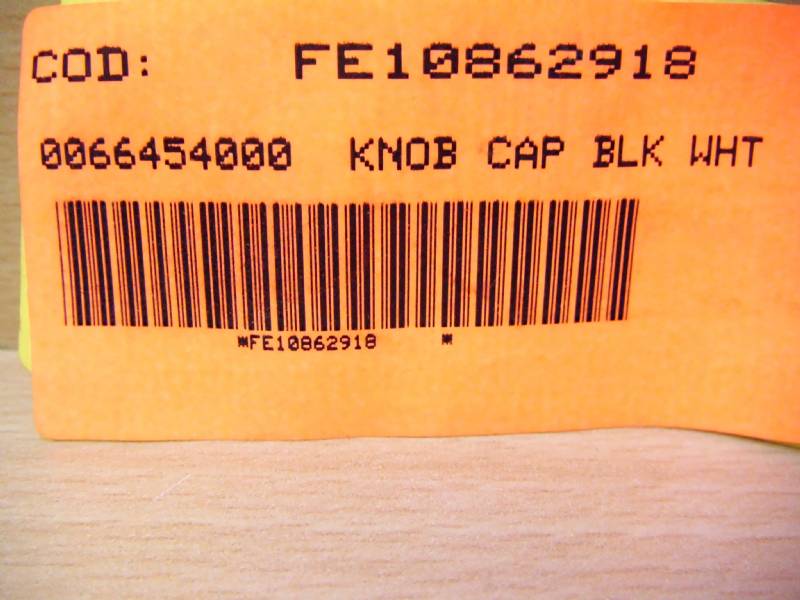 COD: FE10862918
0066454000 KNOB CAP BLK WHT
*FE10862918 *